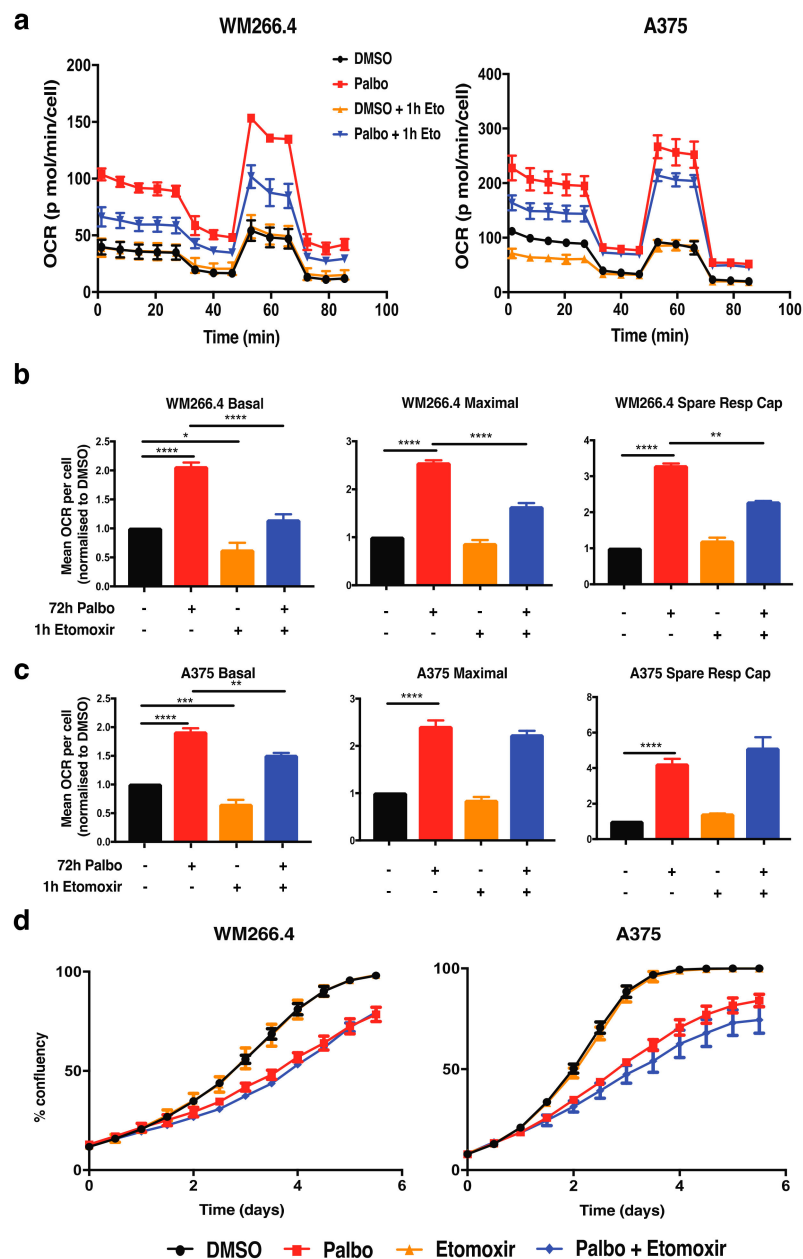 a
WM266.4
A375
OCR (p mol/min/cell)
200
150
100
50
0
0 20 40 60 80 100
Time (min)
DMSO
Palbo
DMSO + 1h Eto
Palbo + 1h Eto
OCR (p mol/min/cell)
400
300
200
100
0
0 20 40 60 80 100
Time (min)
b
WM266.4 Basal
Mean OCR per cell
(normalised to DMSO)
2.5
2.0
1.5
1.0
0.5
0.0
****
*
****
WM266.4 Maximal
3
2
1
0
**** ****
WM266.4 Spare Resp Cap
4
3
2
1
0
**** **
72h Palbo - + - +
1h Etomoxir - - + +
- + - +
- - + +
- + - +
- - + +
c
A375 Basal
Mean OCR per cell
(normalised to DMSO)
2.5
2.0
1.5
1.0
0.5
0.0
**
***
****
A375 Maximal
3
2
1
0
****
A375 Spare Resp Cap
8
6
4
2
0
****
72h Palbo - + - +
1h Etomoxir - - + +
- + - +
- - + +
- + - +
- - + +
d
WM266.4
A375
% confluency
100
50
0
0 2 4 6
Time (days)
100
50
0
0 2 4 6
Time (days)
DMSO Palbo Etomoxir Palbo + Etomoxir